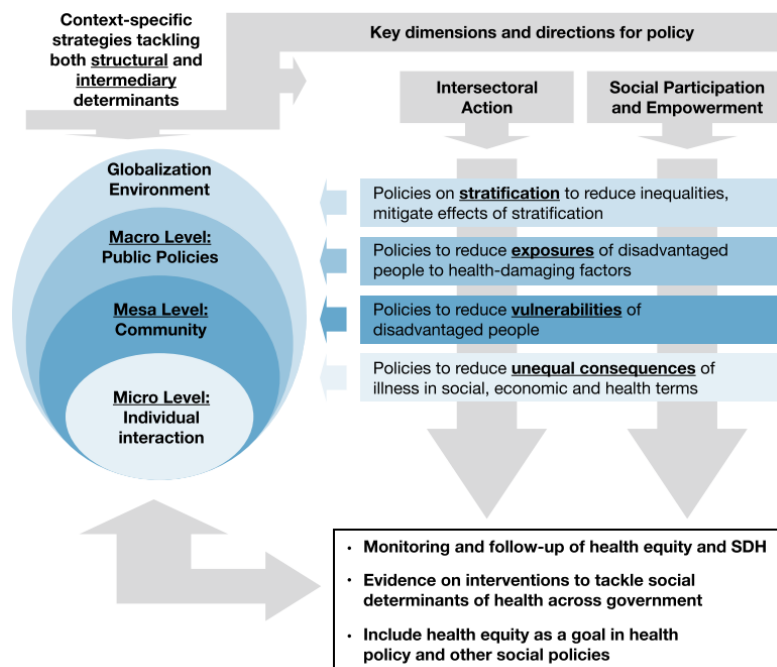 Context-specific
strategies tackling
both structural and
intermediary
determinants
Key dimensions and directions for policy
Intersectoral
Action
Social Participation
and Empowerment
Globalization
Environment
Macro Level:
Public Policies
Mesa Level:
Community
Micro Level:
Individual
interaction
Policies on stratification to reduce inequalities,
mitigate effects of stratification
Policies to reduce exposures of disadvantaged
people to health-damaging factors
Policies to reduce vulnerabilities of
disadvantaged people
Policies to reduce unequal consequences of
illness in social, economic and health terms
· Monitoring and follow-up of health equity and SDH
· Evidence on interventions to tackle social
determinants of health across government
· Include health equity as a goal in health
policy and other social policies